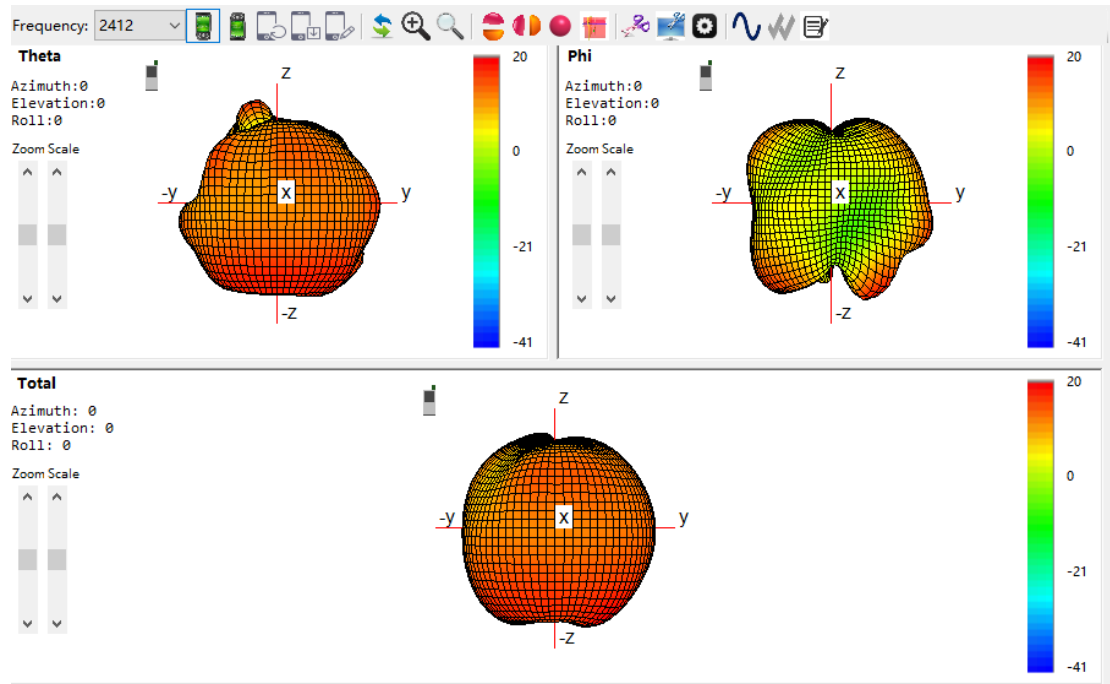 Frequency: 2412
Theta
Azimuth:0
Elevation:0
Roll:0
Zoom Scale
z
-y
x
y
-z
20
0
-21
-41
Phi
Azimuth:0
Elevation:0
Roll:0
Zoom Scale
z
-y
x
y
-z
20
0
-21
-41
Total
Azimuth: 0
Elevation: 0
Roll: 0
Zoom Scale
z
-y
x
y
-z
20
0
-21
-41